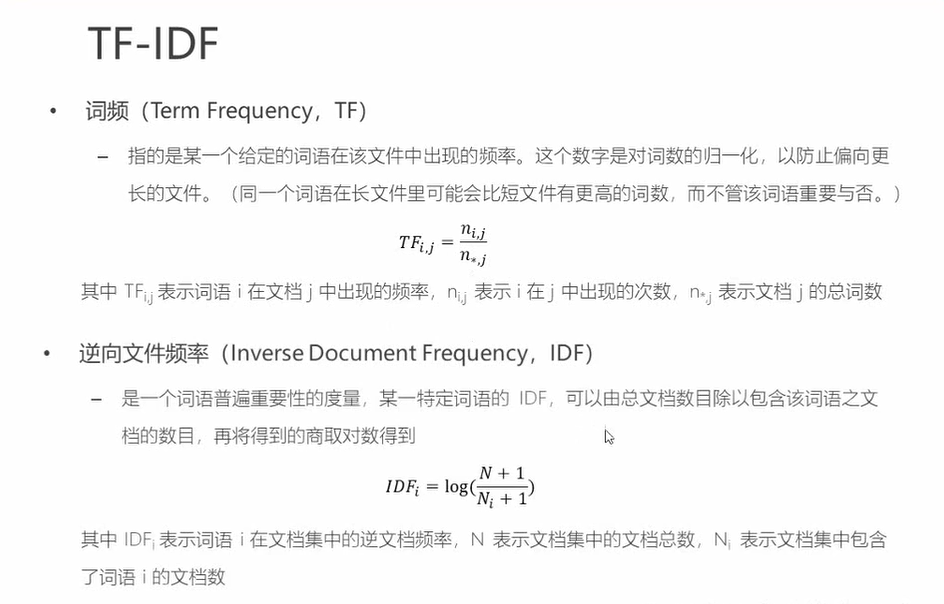 TF-IDF
• 词频（Term Frequency，TF）
– 指的是某一个给定的词语在该文件中出现的频率。这个数字是对词数的归一化，以防止偏向更
长的文件。（同一个词语在长文件里可能会比短文件有更高的词数，而不管该词语重要与否。）
TF_{i,j} = \frac{n_{i,j}}{n_{*,j}}
其中 TF_{i,j} 表示词语 i 在文档 j 中出现的频率，n_{i,j} 表示 i 在 j 中出现的次数，n_{*,j} 表示文档 j 的总词数
• 逆向文件频率（Inverse Document Frequency，IDF）
– 是一个词语普遍重要性的度量，某一特定词语的 IDF，可以由总文档数目除以包含该词语之文
档的数目，再将得到的商取对数得到
IDF_i = log(\frac{N + 1}{N_i + 1})
其中 IDF_i 表示词语 i 在文档集中的逆文档频率，N 表示文档集中的文档总数，N_i 表示文档集中包含
了词语 i 的文档数